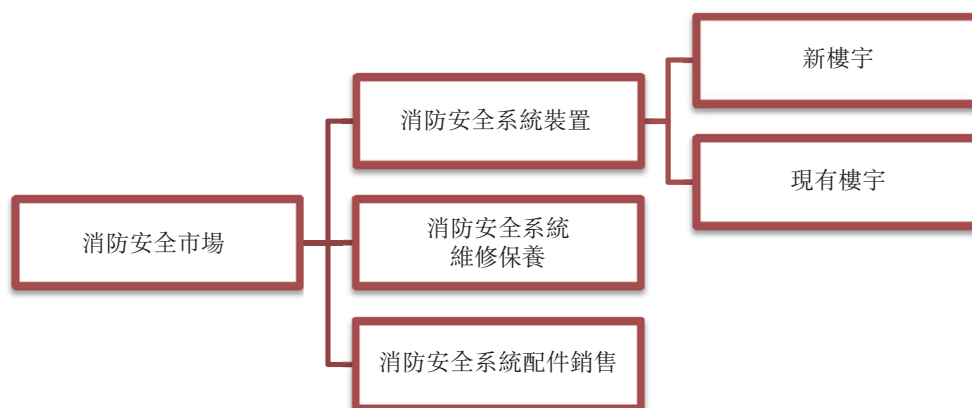 新樓宇
消防安全系統裝置
現有樓宇
消防安全市場
消防安全系統
維修保養
消防安全系統配件銷售